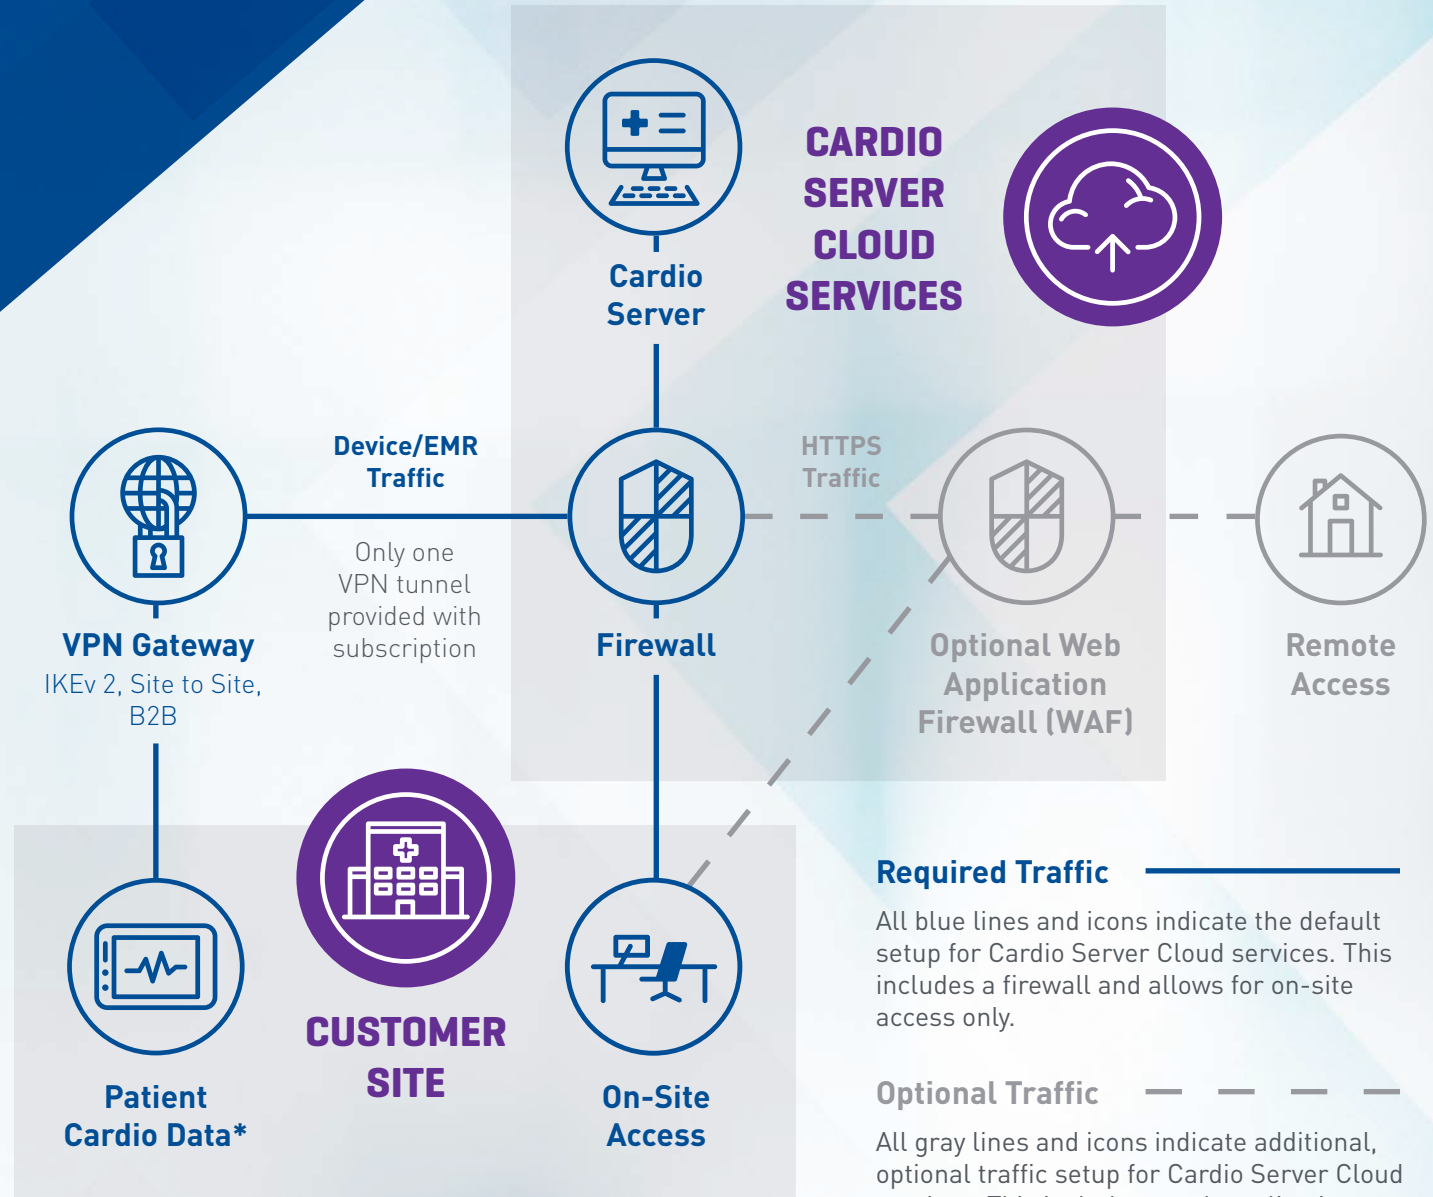 CARDIO
SERVER
CLOUD
SERVICES
Cardio
Server
Device/EMR
Traffic
Only one
VPN tunnel
provided with
subscription
HTTPS
Traffic
VPN Gateway
IKEv 2, Site to Site,
B2B
Firewall
Optional Web
Application
Firewall (WAF)
Remote
Access
CUSTOMER
SITE
Patient
Cardio Data*
On-Site
Access
Required Traffic
All blue lines and icons indicate the default
setup for Cardio Server Cloud services. This
includes a firewall and allows for on-site
access only.
Optional Traffic
All gray lines and icons indicate additional,
optional traffic setup for Cardio Server Cloud